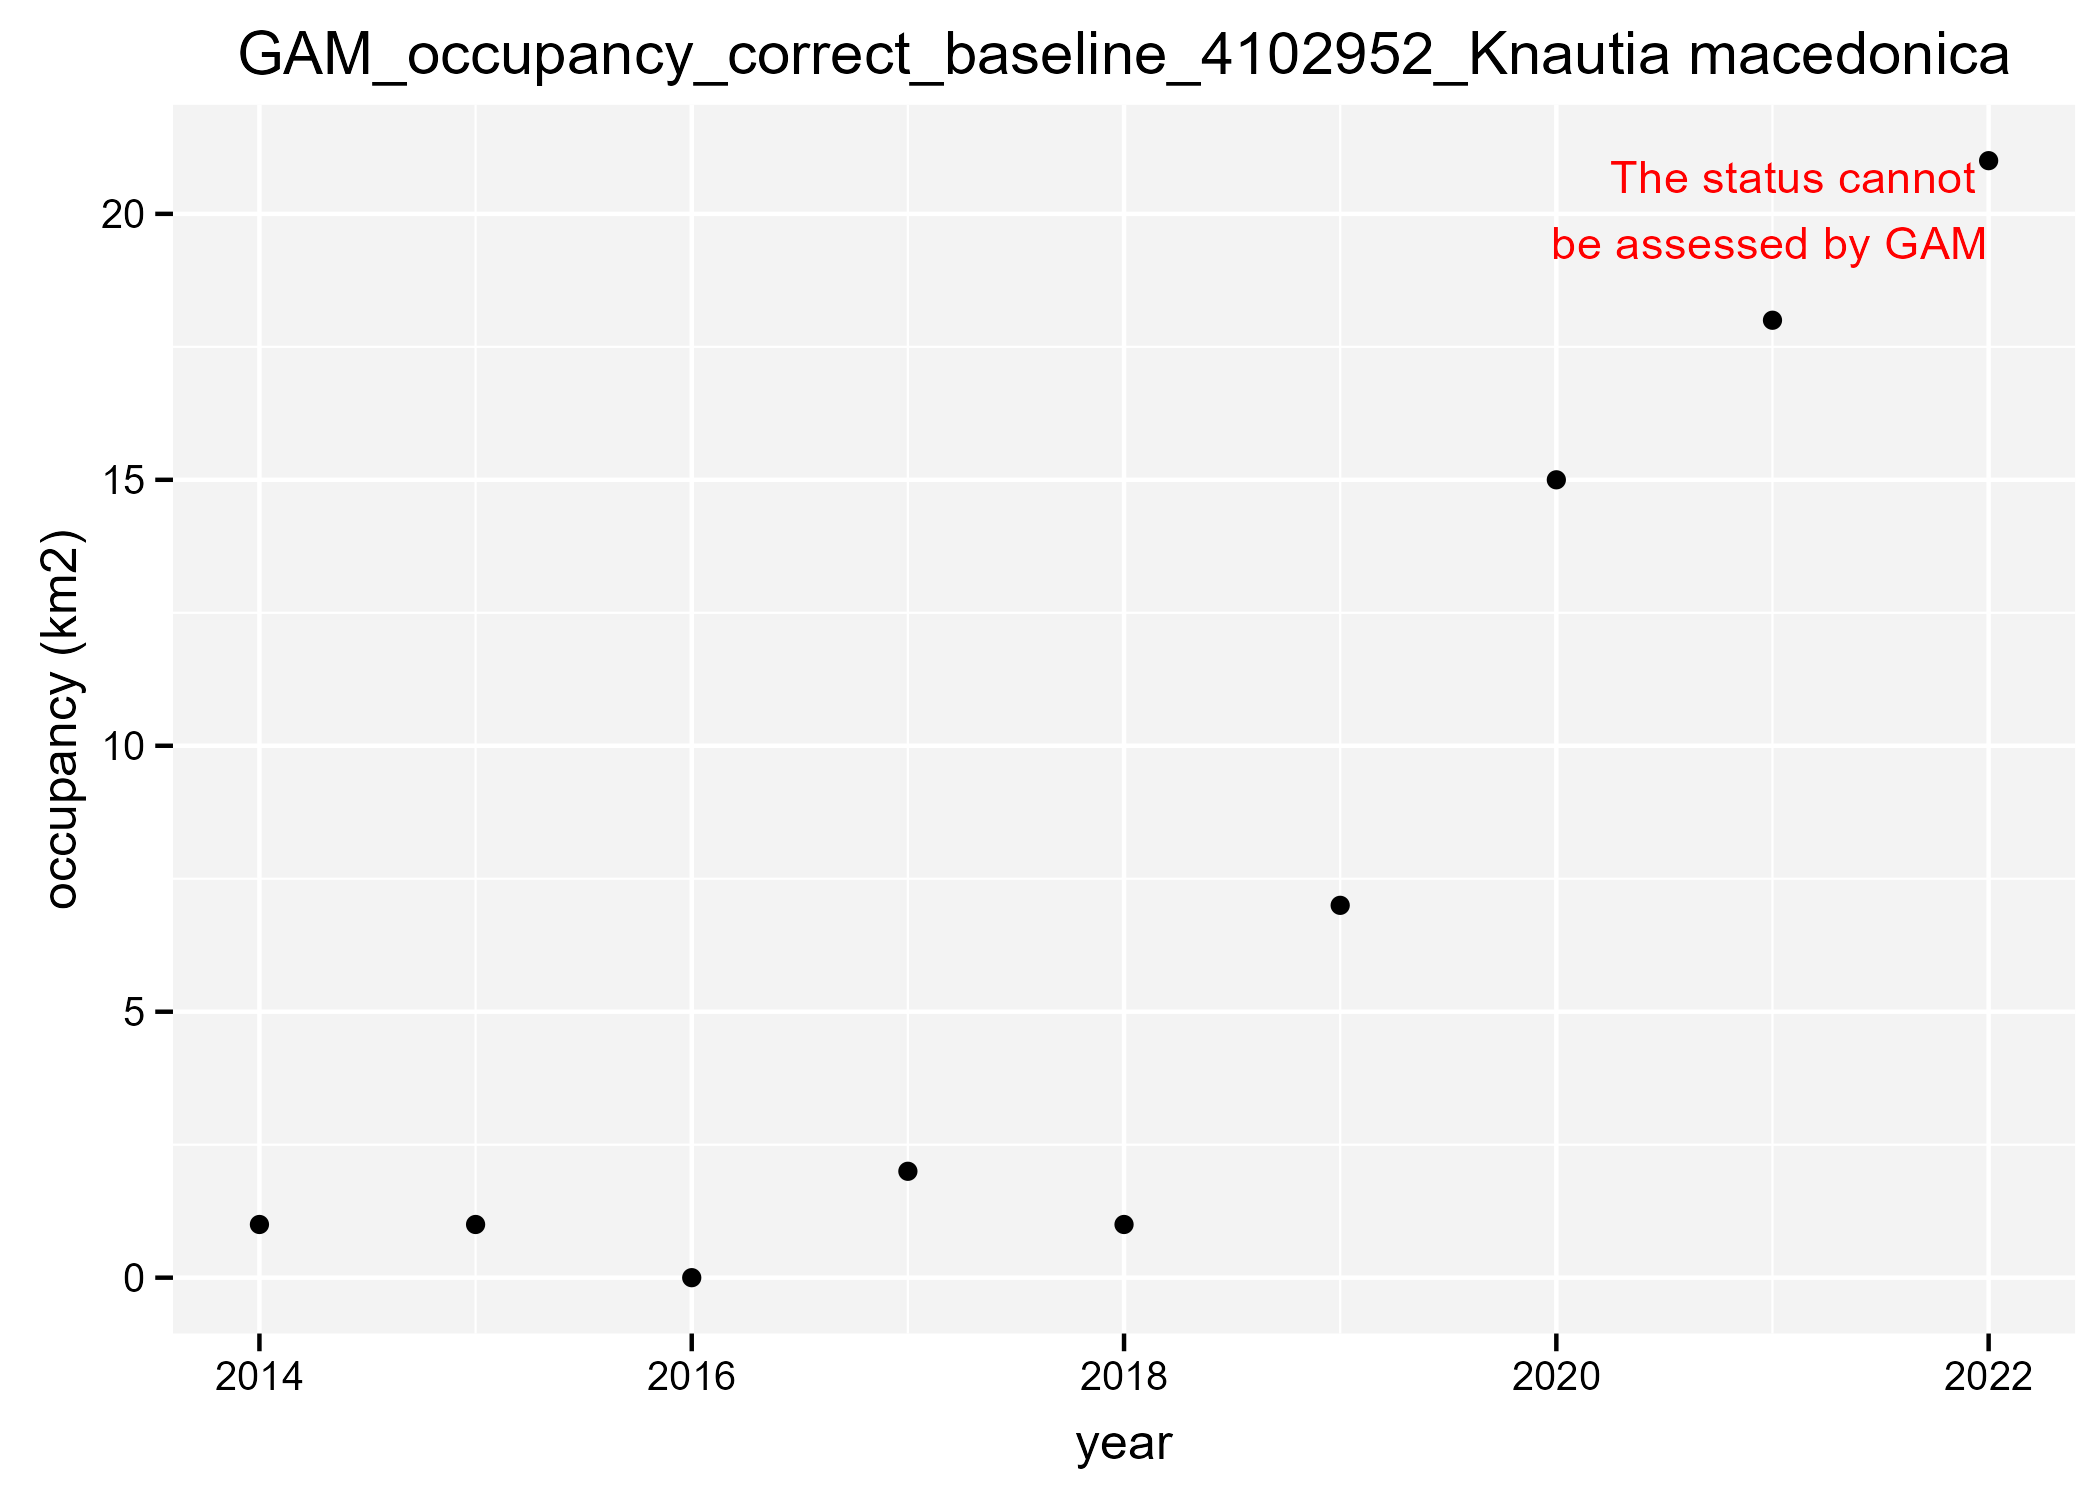 GAM_occupancy_correct_baseline_4102952_Knautia macedonica
The status cannot
be assessed by GAM
20
15
10
5
0
occupancy (km2)
2014 2016 2018 2020 2022
year